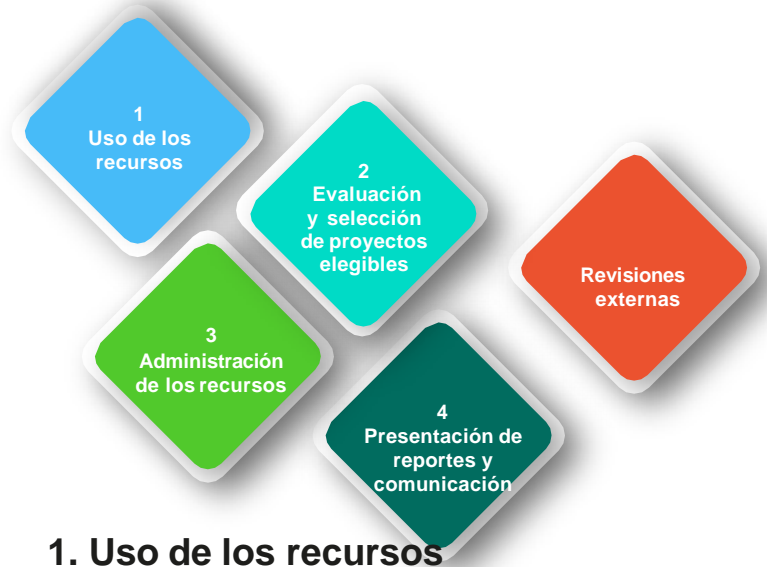 1
Uso de los
recursos
2
Evaluación
y selección
de proyectos
elegibles
Revisiones
externas
3
Administración
de los recursos
4
Presentación de
reportes y
comunicación
1. Uso de los recursos